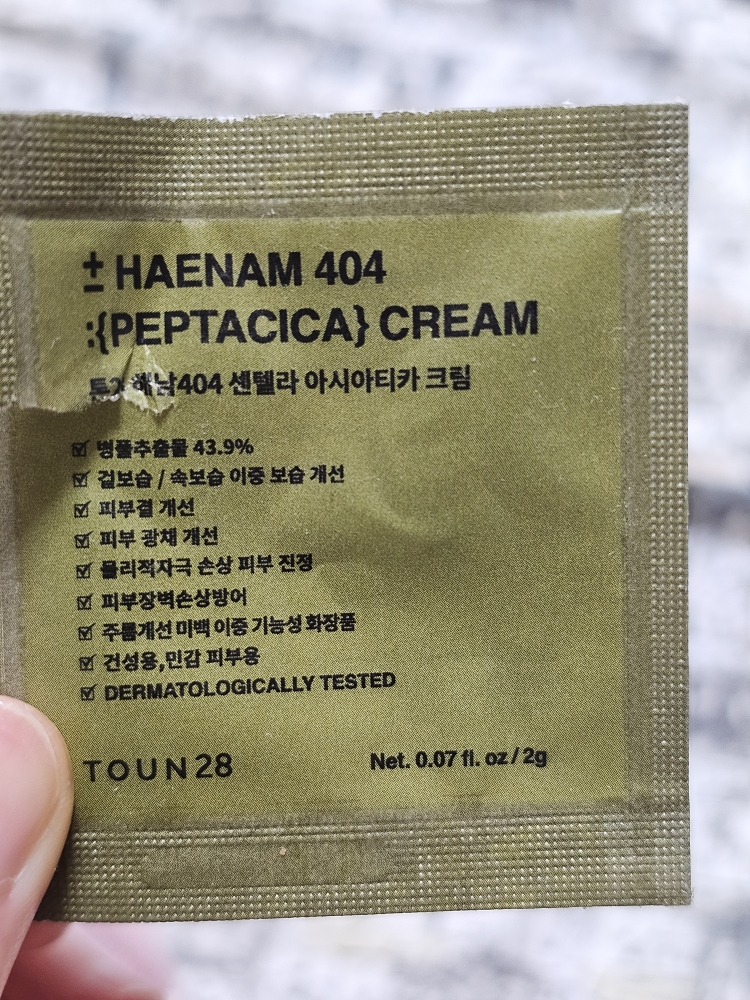 ± HAENAM 404
:{PEPTACICA} CREAM
해남404 센텔라 아시아티카 크림
☑ 병풀추출물 43.9%
☑ 겉보습 / 속보습 이중 보습 개선
☑ 피부결 개선
☑ 피부 광채 개선
☑ 물리적자극 손상 피부 진정
☑ 피부장벽손상방어
☑ 주름개선 미백 이중 기능성 화장품
☑ 건성용,민감 피부용
☑ DERMATOLOGICALLY TESTED
TOUN28
Net. 0.07 fl. oz / 2g